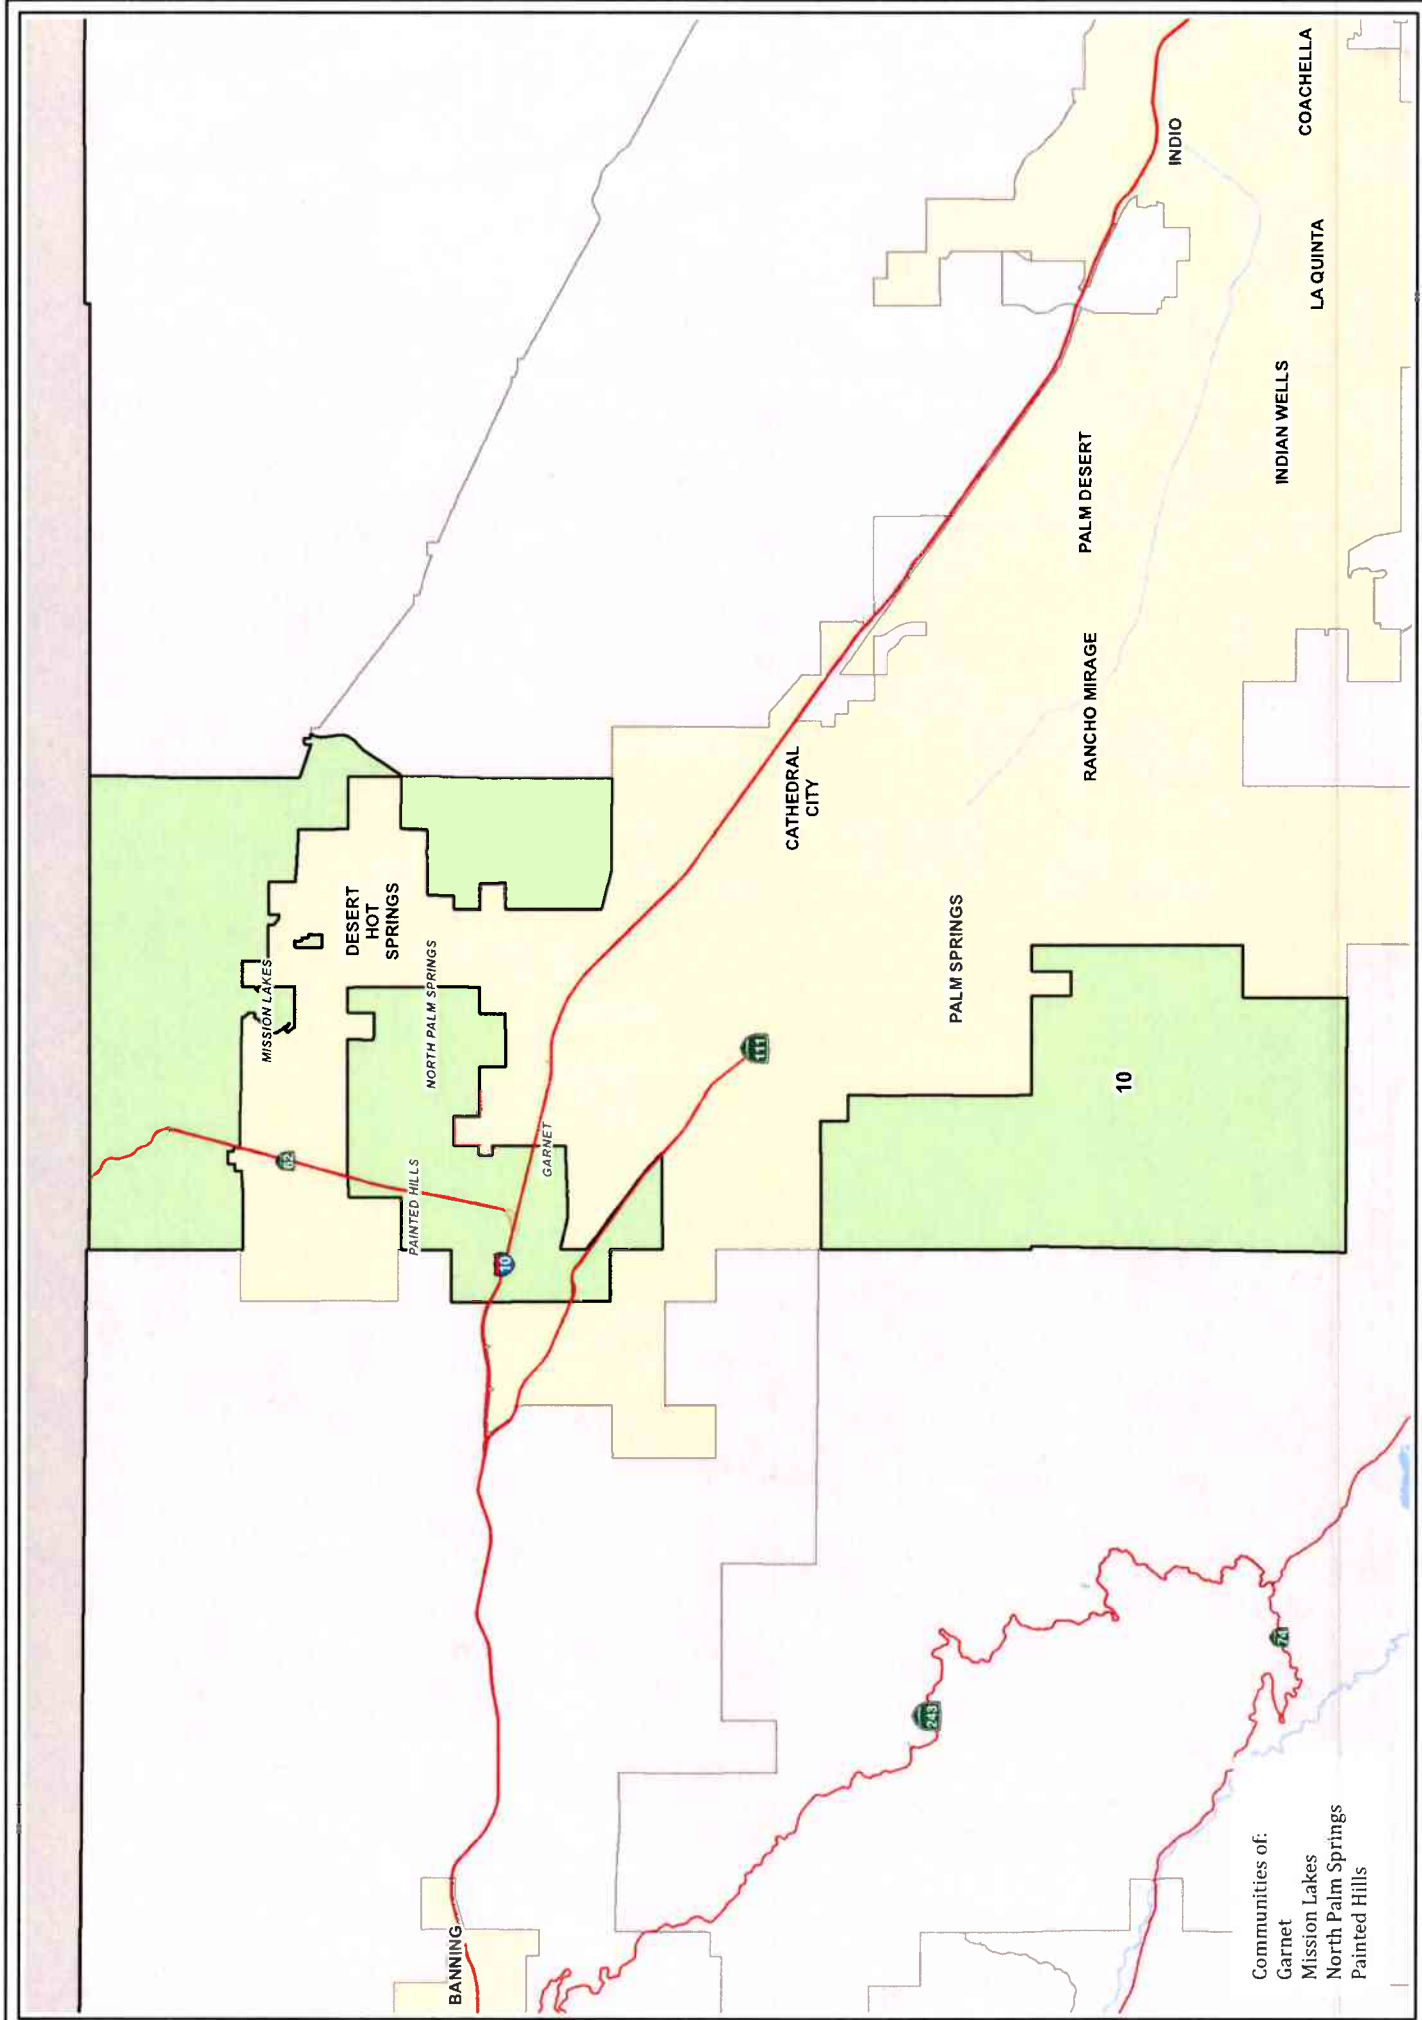 BANNING
MISSION LAKES
DESERT
HOT
SPRINGS
NORTH PALM SPRINGS
PAINTED HILLS
GARNET
62
10
111
CATHEDRAL
CITY
PALM SPRINGS
10
RANCHO MIRAGE
PALM DESERT
INDIAN WELLS
LA QUINTA
INDIO
COACHELLA
243
74
Communities of:
Garnet
Mission Lakes
North Palm Springs
Painted Hills